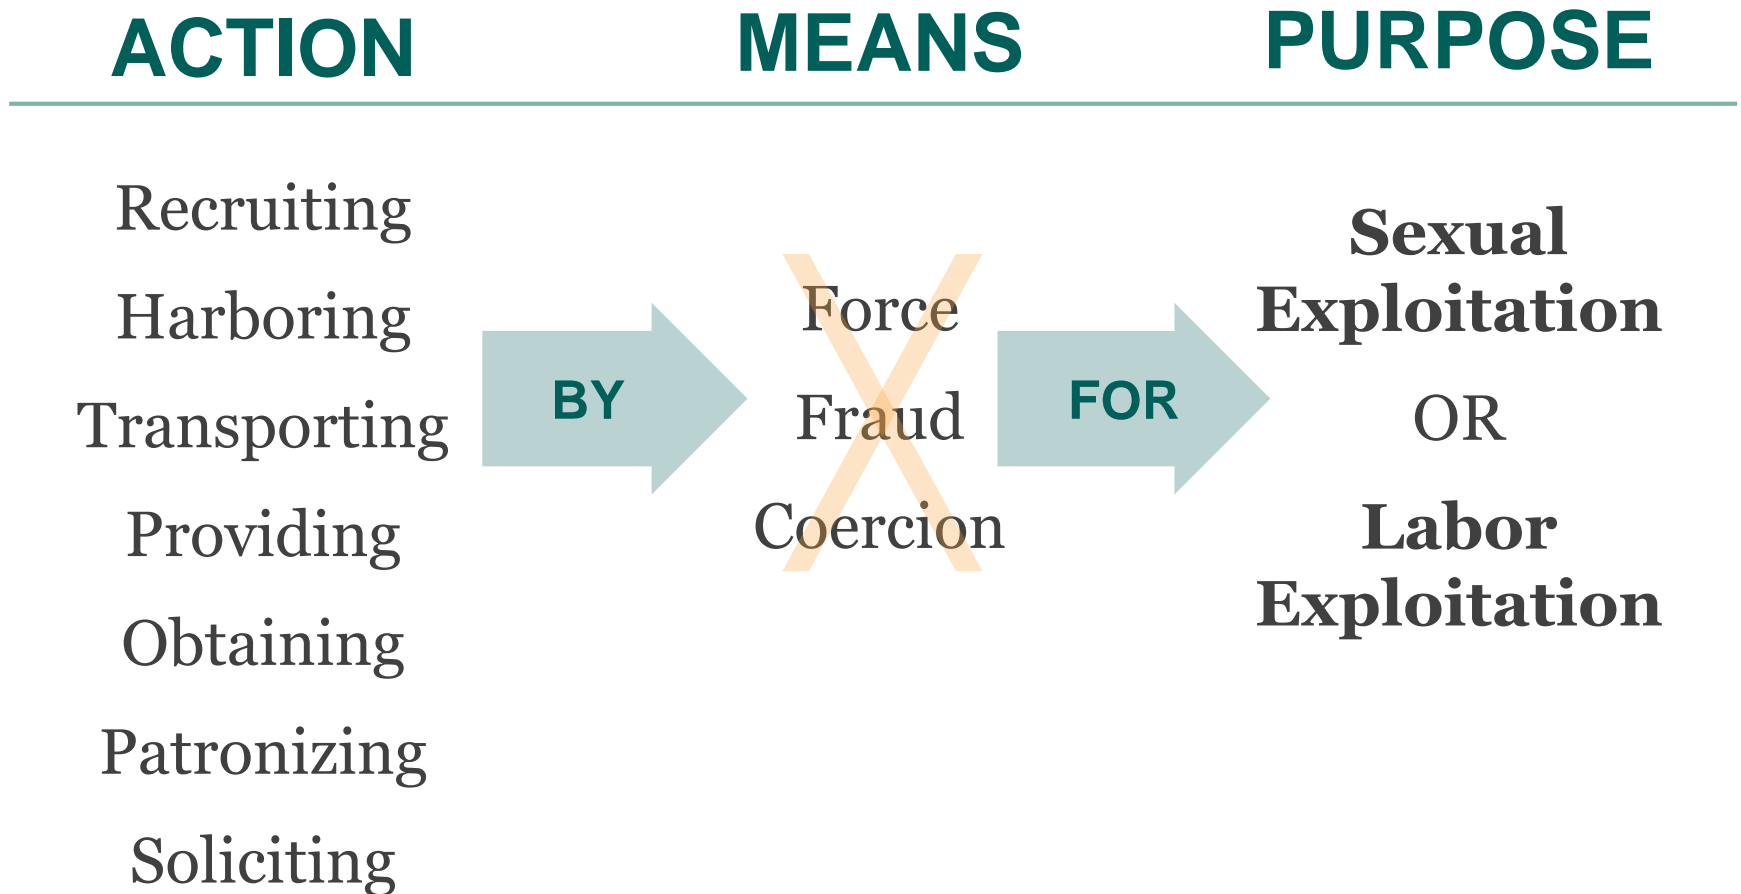 ACTION
MEANS
PURPOSE
Recruiting
Harboring
Transporting
Providing
Obtaining
Patronizing
Soliciting
BY
Force
Fraud
Coercion
FOR
Sexual
Exploitation
OR
Labor
Exploitation